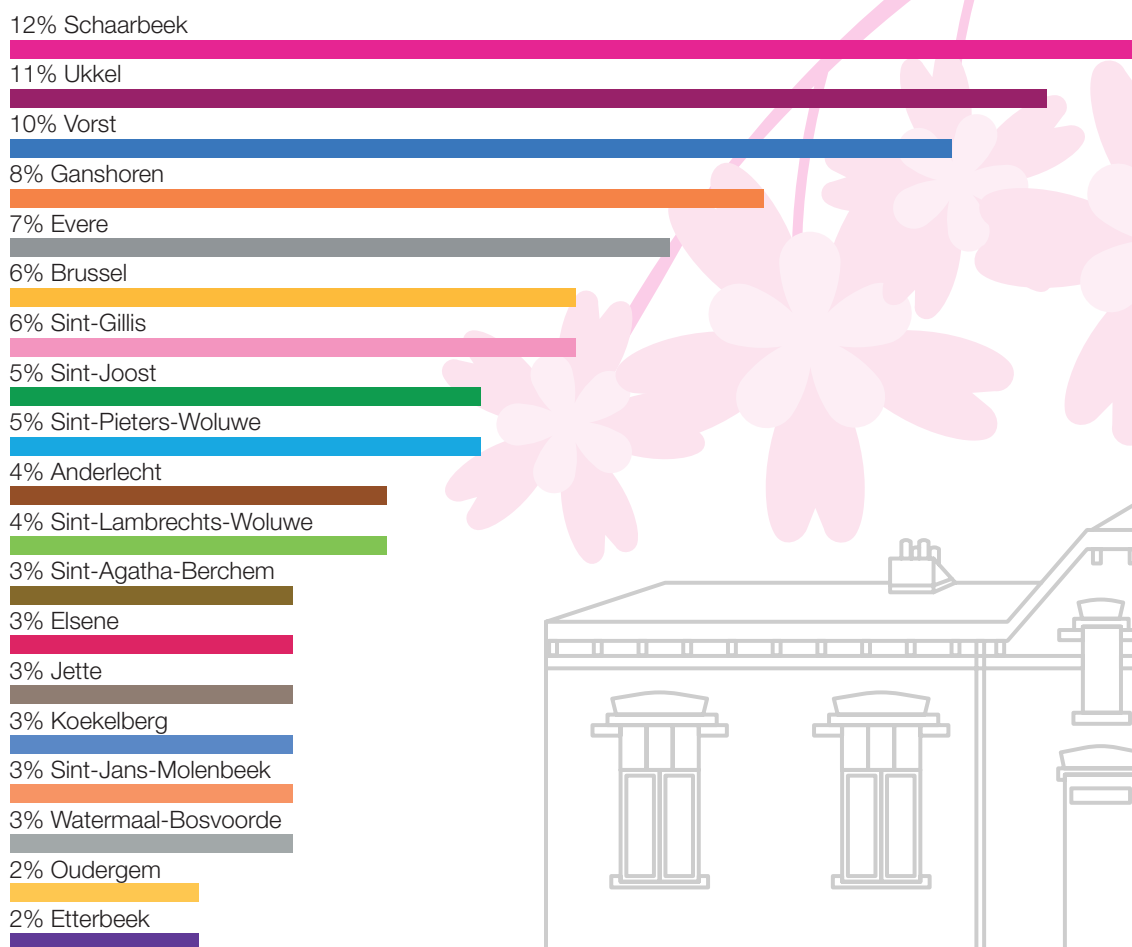 12% Schaarbeek
11% Ukkel
10% Vorst
8% Ganshoren
7% Evere
6% Brussel
6% Sint-Gillis
5% Sint-Joost
5% Sint-Pieters-Woluwe
4% Anderlecht
4% Sint-Lambrechts-Woluwe
3% Sint-Agatha-Berchem
3% Elsene
3% Jette
3% Koekelberg
3% Sint-Jans-Molenbeek
3% Watermaal-Bosvoorde
2% Oudergem
2% Etterbeek